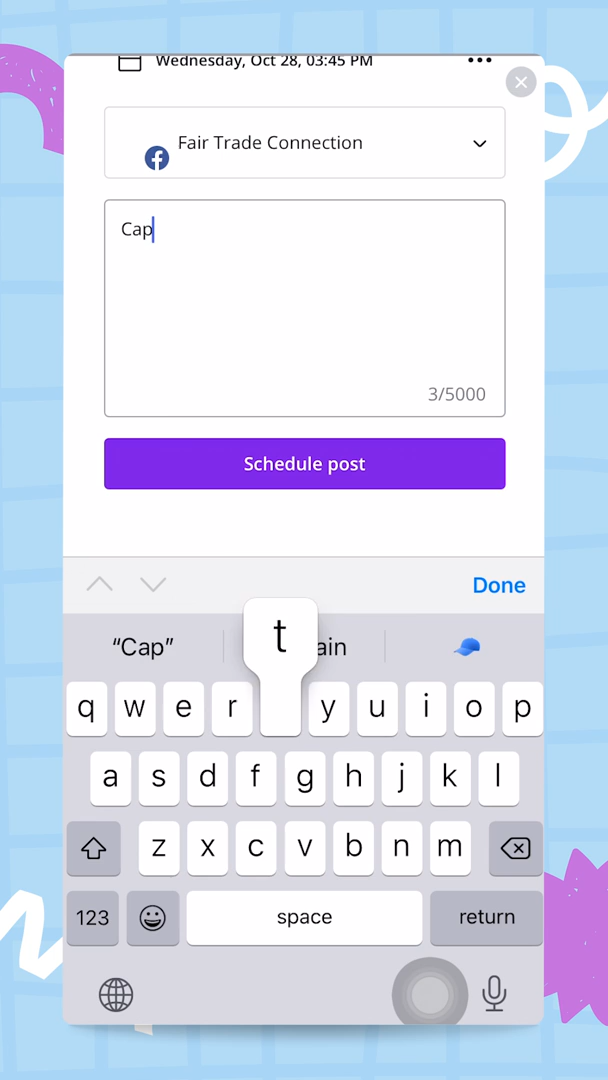 Wednesday, Oct 28, 03:45 PM
Fair Trade Connection
Cap
3/5000
Schedule post
Done
“Cap” ain
t
q w e r y u i o p
a s d f g h j k l
z x c v b n m
123 space return